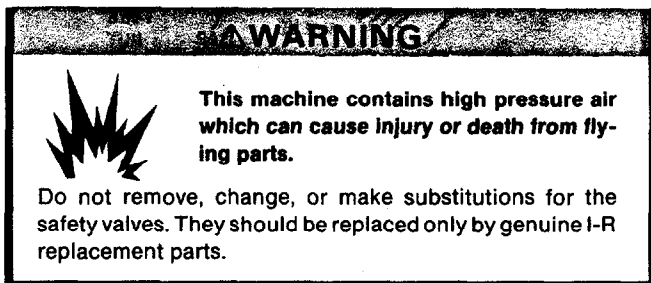 WARNING
This machine contains high pressure air
which can cause injury or death from fly-
ing parts.
Do not remove, change, or make substitutions for the
safety valves. They should be replaced only by genuine I-R
replacement parts.